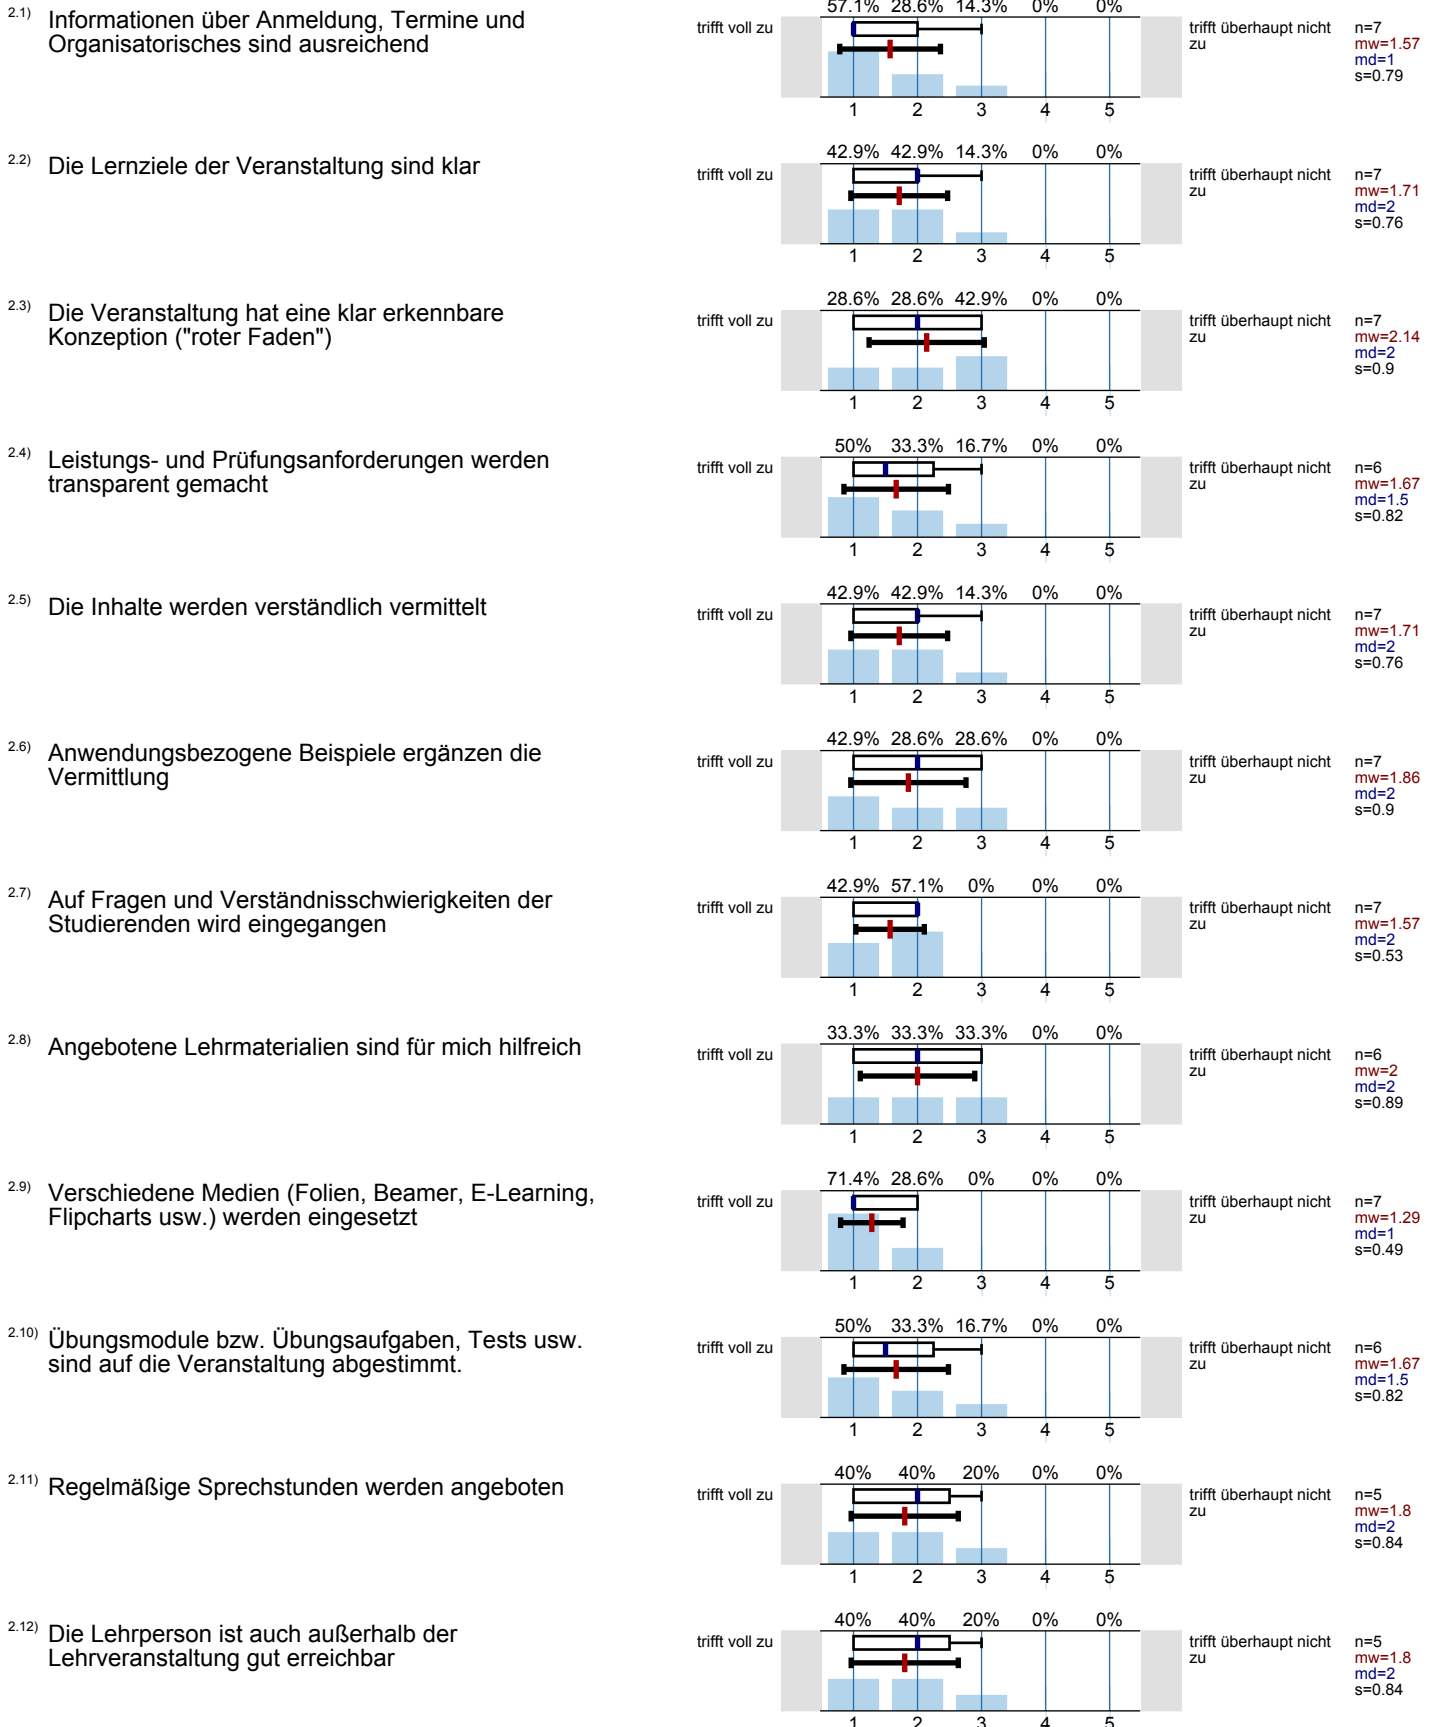 2.1) Informationen über Anmeldung, Termine und
Organisatorisches sind ausreichend
57.1% 28.6% 14.3% 0% 0%
trifft voll zu
trifft überhaupt nicht
zu
n=7
mw=1.57
md=1
s=0.79
1 2 3 4 5
2.2) Die Lernziele der Veranstaltung sind klar
42.9% 42.9% 14.3% 0% 0%
trifft voll zu
trifft überhaupt nicht
zu
n=7
mw=1.71
md=2
s=0.76
1 2 3 4 5
2.3) Die Veranstaltung hat eine klar erkennbare
Konzeption ("roter Faden")
28.6% 28.6% 42.9% 0% 0%
trifft voll zu
trifft überhaupt nicht
zu
n=7
mw=2.14
md=2
s=0.9
1 2 3 4 5
2.4) Leistungs- und Prüfungsanforderungen werden
transparent gemacht
50% 33.3% 16.7% 0% 0%
trifft voll zu
trifft überhaupt nicht
zu
n=6
mw=1.67
md=1.5
s=0.82
1 2 3 4 5
2.5) Die Inhalte werden verständlich vermittelt
42.9% 42.9% 14.3% 0% 0%
trifft voll zu
trifft überhaupt nicht
zu
n=7
mw=1.71
md=2
s=0.76
1 2 3 4 5
2.6) Anwendungsbezogene Beispiele ergänzen die
Vermittlung
42.9% 28.6% 28.6% 0% 0%
trifft voll zu
trifft überhaupt nicht
zu
n=7
mw=1.86
md=2
s=0.9
1 2 3 4 5
2.7) Auf Fragen und Verständnisschwierigkeiten der
Studierenden wird eingegangen
42.9% 57.1% 0% 0% 0%
trifft voll zu
trifft überhaupt nicht
zu
n=7
mw=1.57
md=2
s=0.53
1 2 3 4 5
2.8) Angebotene Lehrmaterialien sind für mich hilfreich
33.3% 33.3% 33.3% 0% 0%
trifft voll zu
trifft überhaupt nicht
zu
n=6
mw=2
md=2
s=0.89
1 2 3 4 5
2.9) Verschiedene Medien (Folien, Beamer, E-Learning,
Flipcharts usw.) werden eingesetzt
71.4% 28.6% 0% 0% 0%
trifft voll zu
trifft überhaupt nicht
zu
n=7
mw=1.29
md=1
s=0.49
1 2 3 4 5
2.10) Übungsmodule bzw. Übungsaufgaben, Tests usw.
sind auf die Veranstaltung abgestimmt.
50% 33.3% 16.7% 0% 0%
trifft voll zu
trifft überhaupt nicht
zu
n=6
mw=1.67
md=1.5
s=0.82
1 2 3 4 5
2.11) Regelmäßige Sprechstunden werden angeboten
40% 40% 20% 0% 0%
trifft voll zu
trifft überhaupt nicht
zu
n=5
mw=1.8
md=2
s=0.84
1 2 3 4 5
2.12) Die Lehrperson ist auch außerhalb der
Lehrveranstaltung gut erreichbar
40% 40% 20% 0% 0%
trifft voll zu
trifft überhaupt nicht
zu
n=5
mw=1.8
md=2
s=0.84
1 2 3 4 5